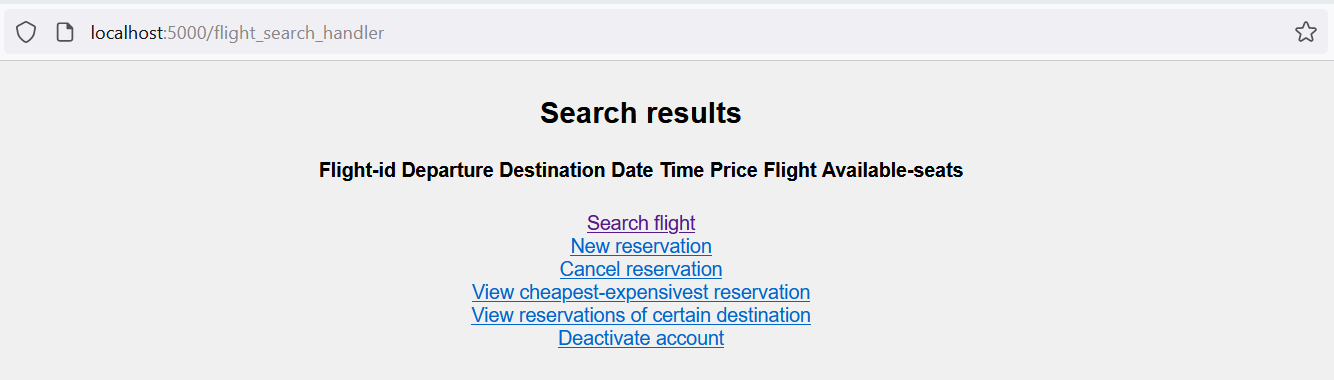 localhost:5000/flight_search_handler
Search results
Flight-id Departure Destination Date Time Price Flight Available-seats
Search flight
New reservation
Cancel reservation
View cheapest-expensivest reservation
View reservations of certain destination
Deactivate account